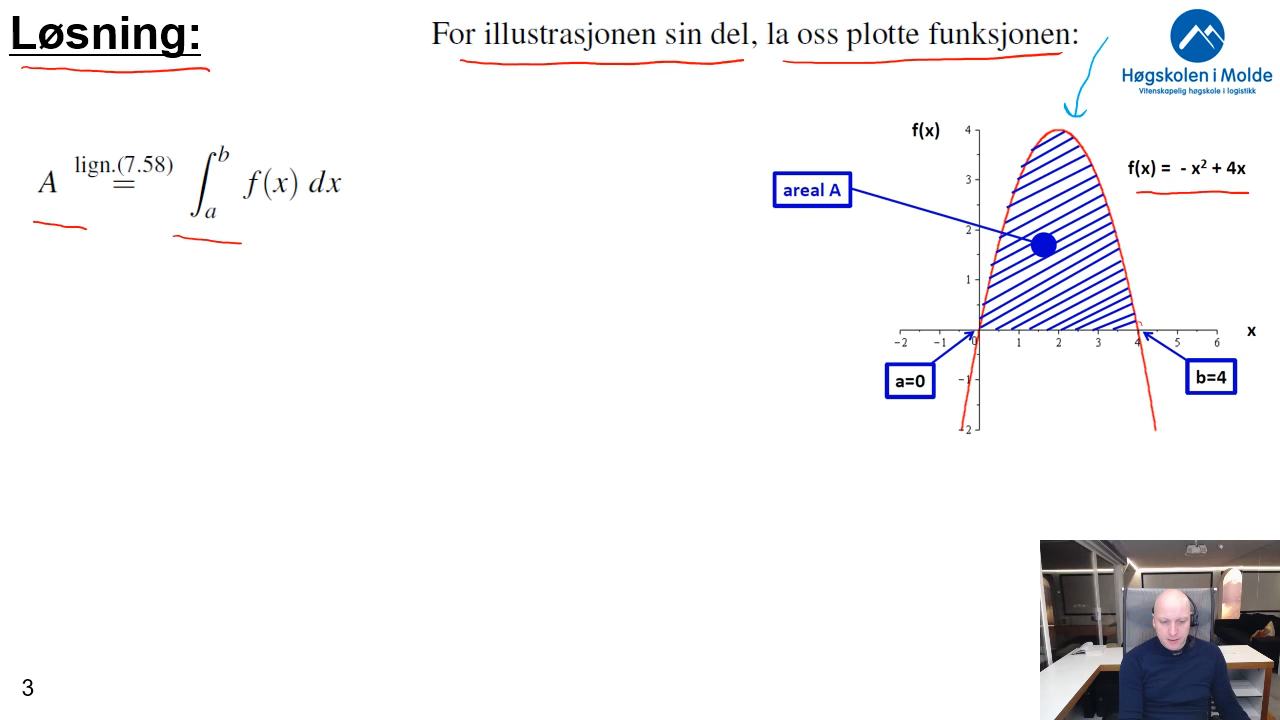 Løsning:
For illustrasjonen sin del, la oss plotte funksjonen:
Høgskolen i Molde
Vitenskapelig høgskole i logistikk
A lign.(7.58) = ∫_a^b f(x) dx
f(x)
f(x) = - x² + 4x
areal A
4
3
2
1
-1
-2
-2 -1 0 1 2 3 4 5 6
x
a=0
b=4
3